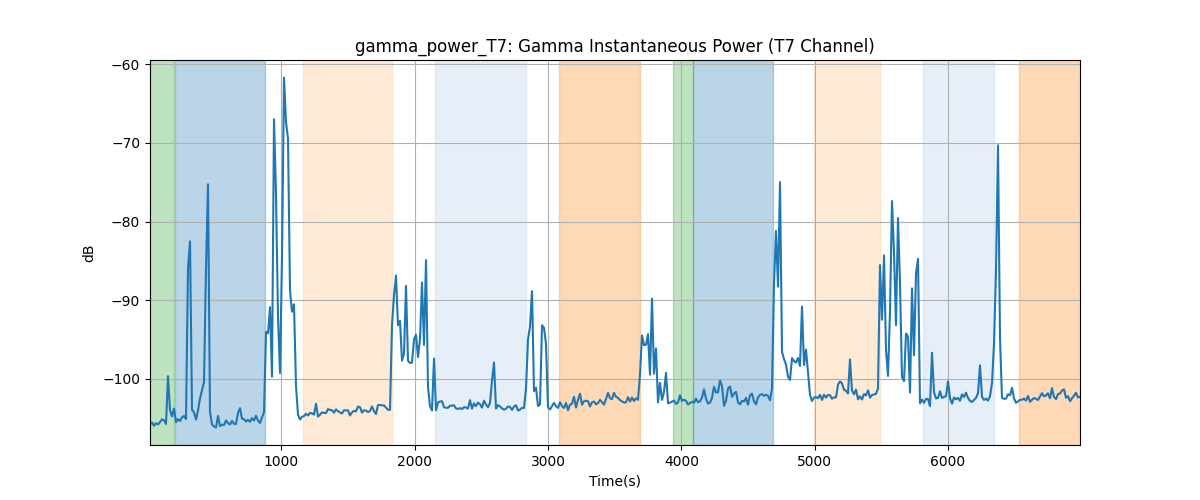 gamma_power_T7: Gamma Instantaneous Power (T7 Channel)
−60
−70
−80
−90
−100
dB
1000 2000 3000 4000 5000 6000
Time(s)